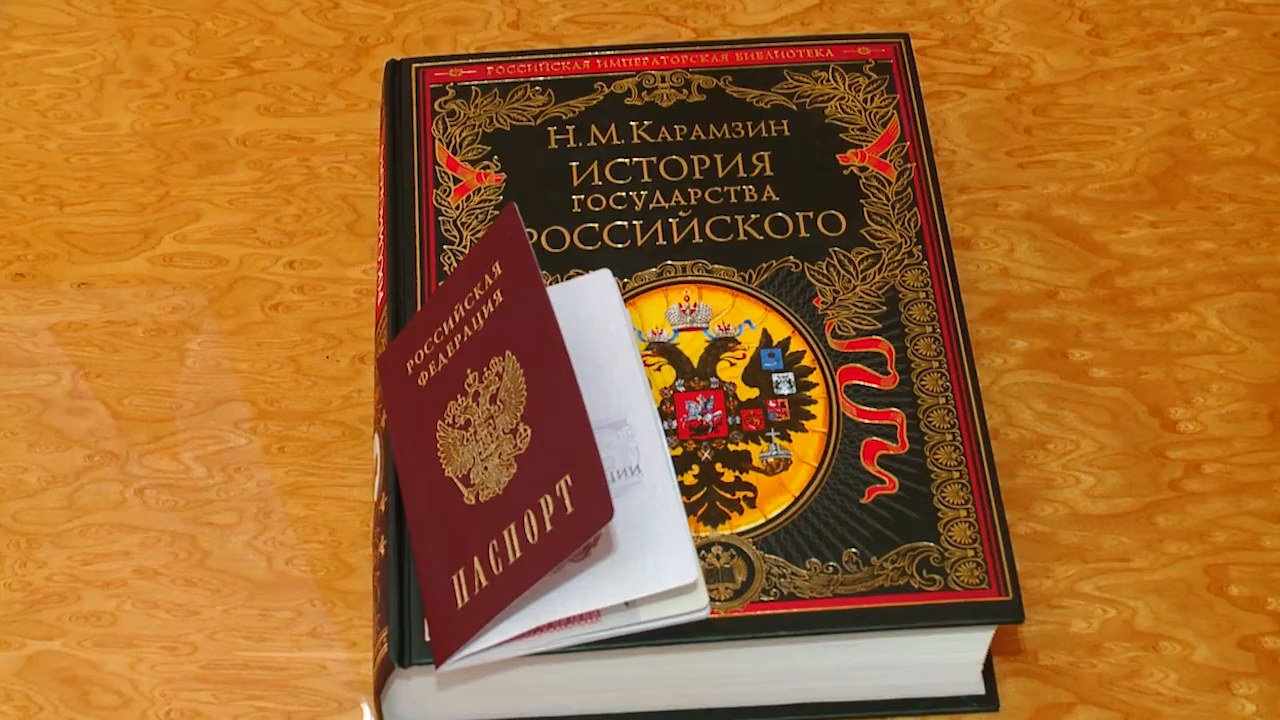 РОССИЙСКАЯ ИМПЕРАТОРСКАЯ БИБЛИОТЕКА
Н. М. КАРАМЗИН
ИСТОРИЯ
ГОСУДАРСТВА
РОССИЙСКОГО
РОССИЙСКАЯ
ФЕДЕРАЦИЯ
ПАСПОРТ